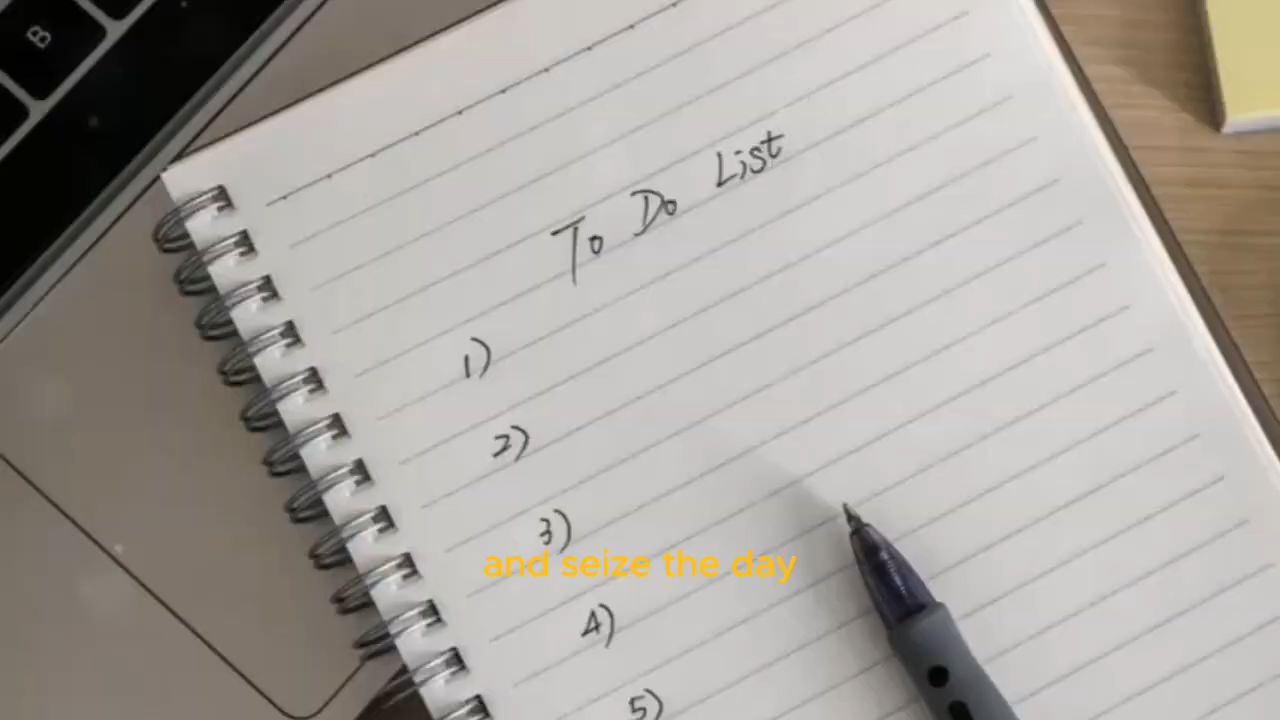 B
To Do List
1)
2)
3)
and seize the day
4)
5)